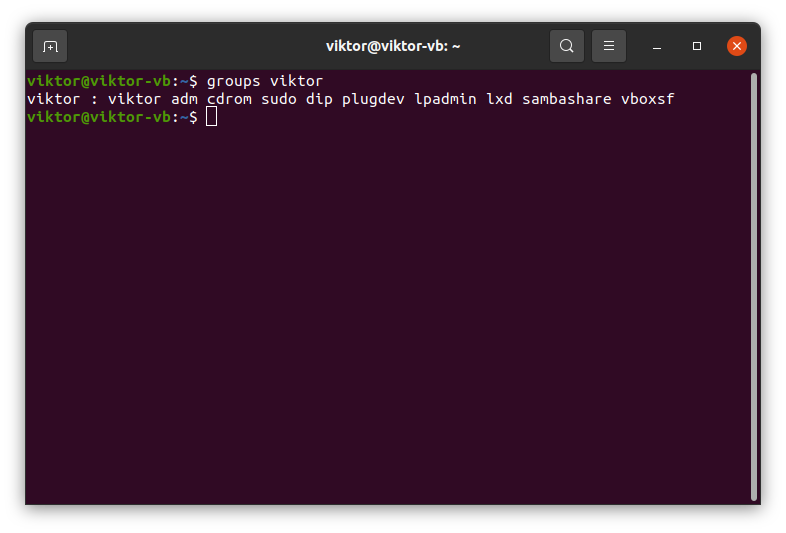 viktor@viktor-vb: ~
viktor@viktor-vb:~$ groups viktor
viktor : viktor adm cdrom sudo dip plugdev lpadmin lxd sambashare vboxsf
viktor@viktor-vb:~$